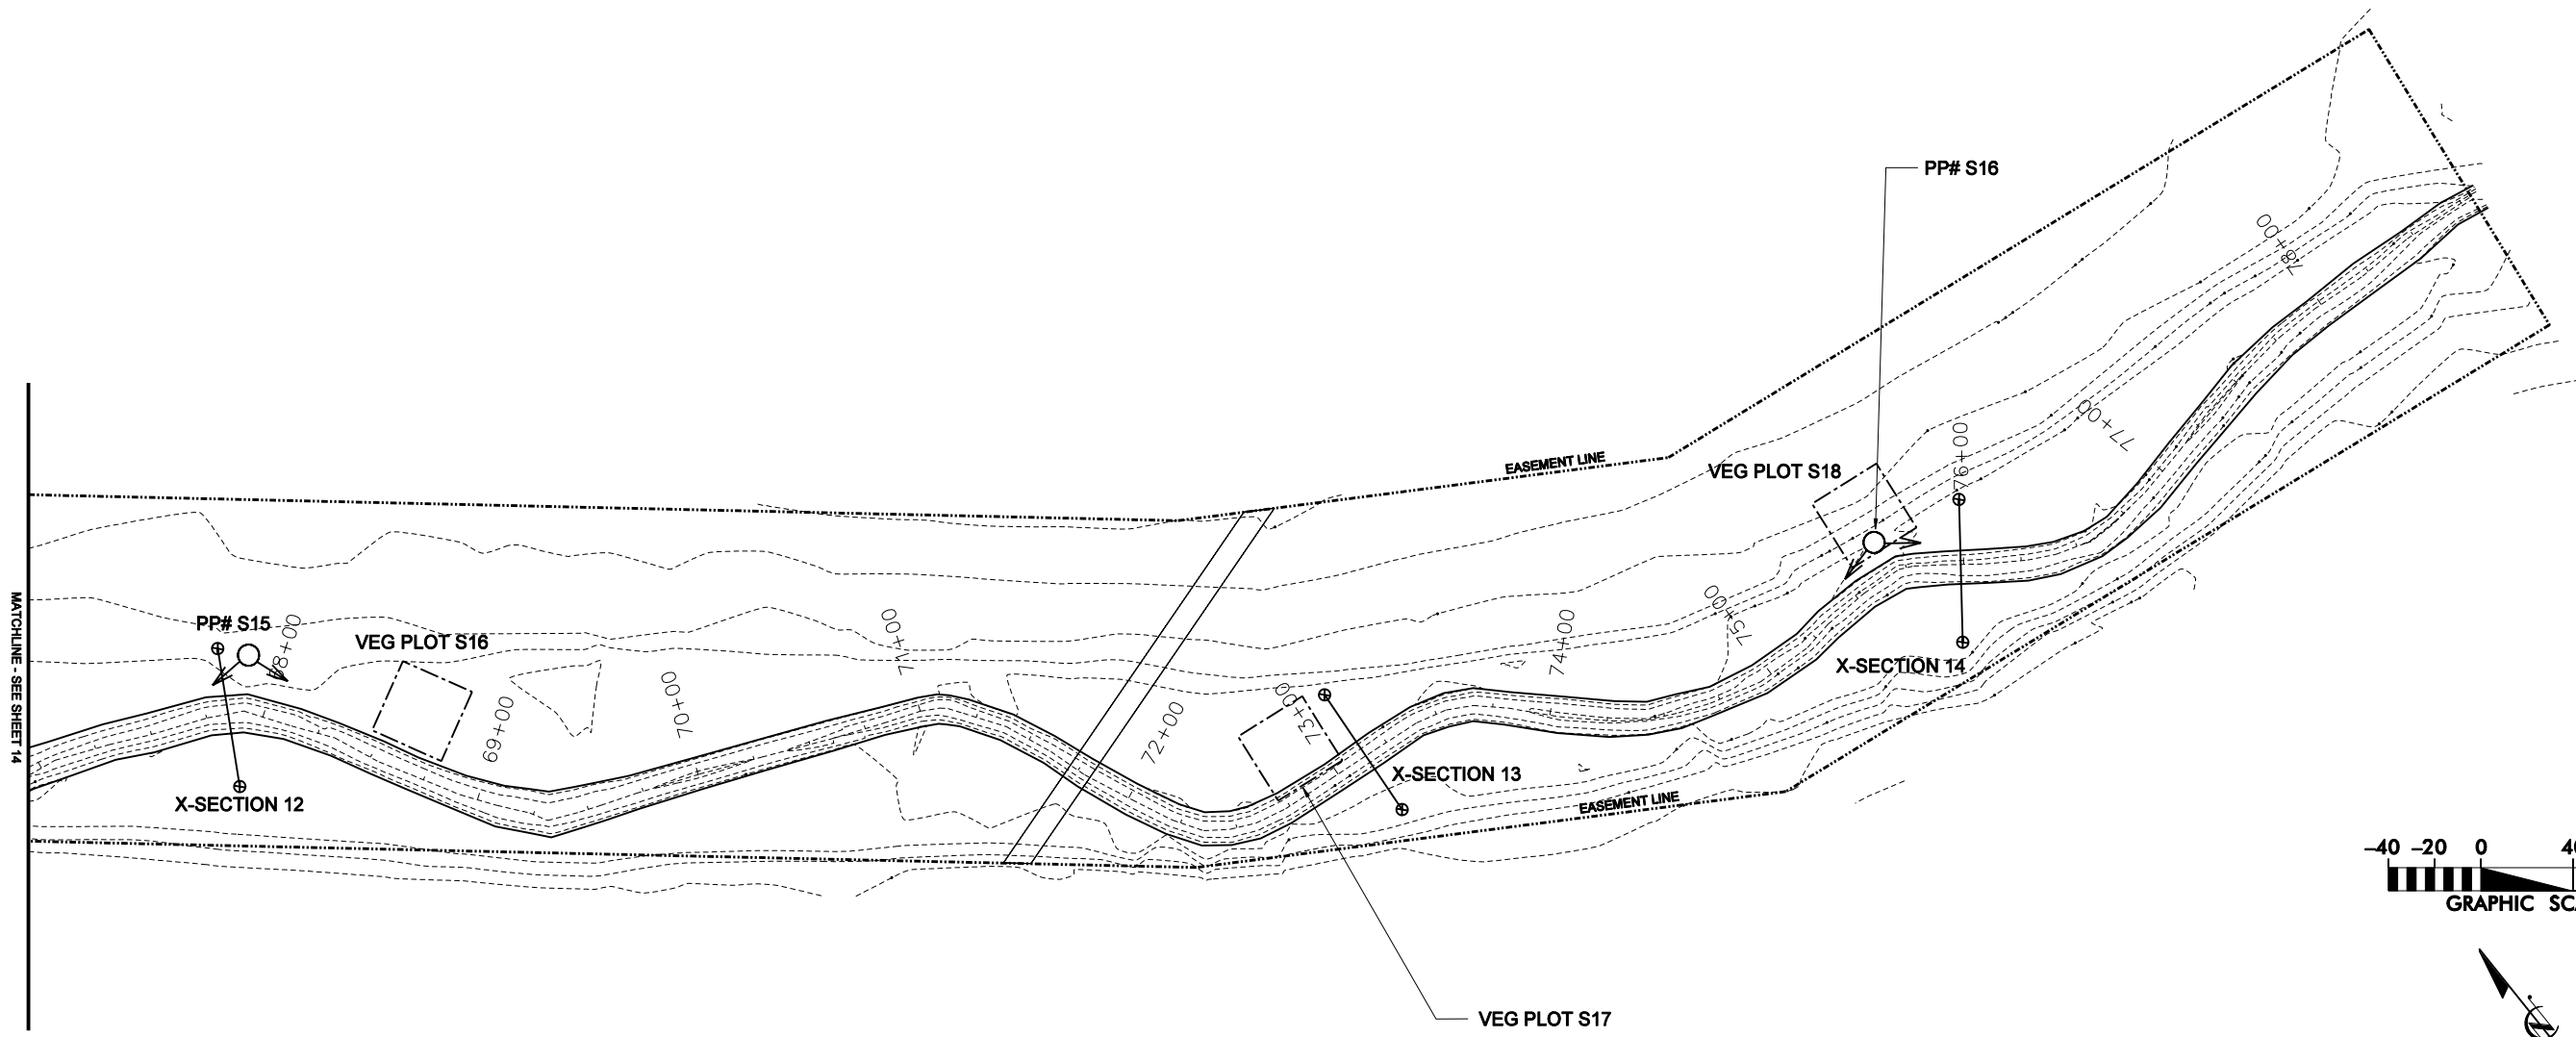 PP# S16
78+00
77+00
76+00
EASEMENT LINE
VEG PLOT S18
MATCHLINE - SEE SHEET 14
PP# S15
68+00
VEG PLOT S16
69+00
70+00
71+00
72+00
73+00
74+00
75+00
X-SECTION 14
X-SECTION 13
X-SECTION 12
EASEMENT LINE
VEG PLOT S17
-40 -20 0
GRAPHIC
N